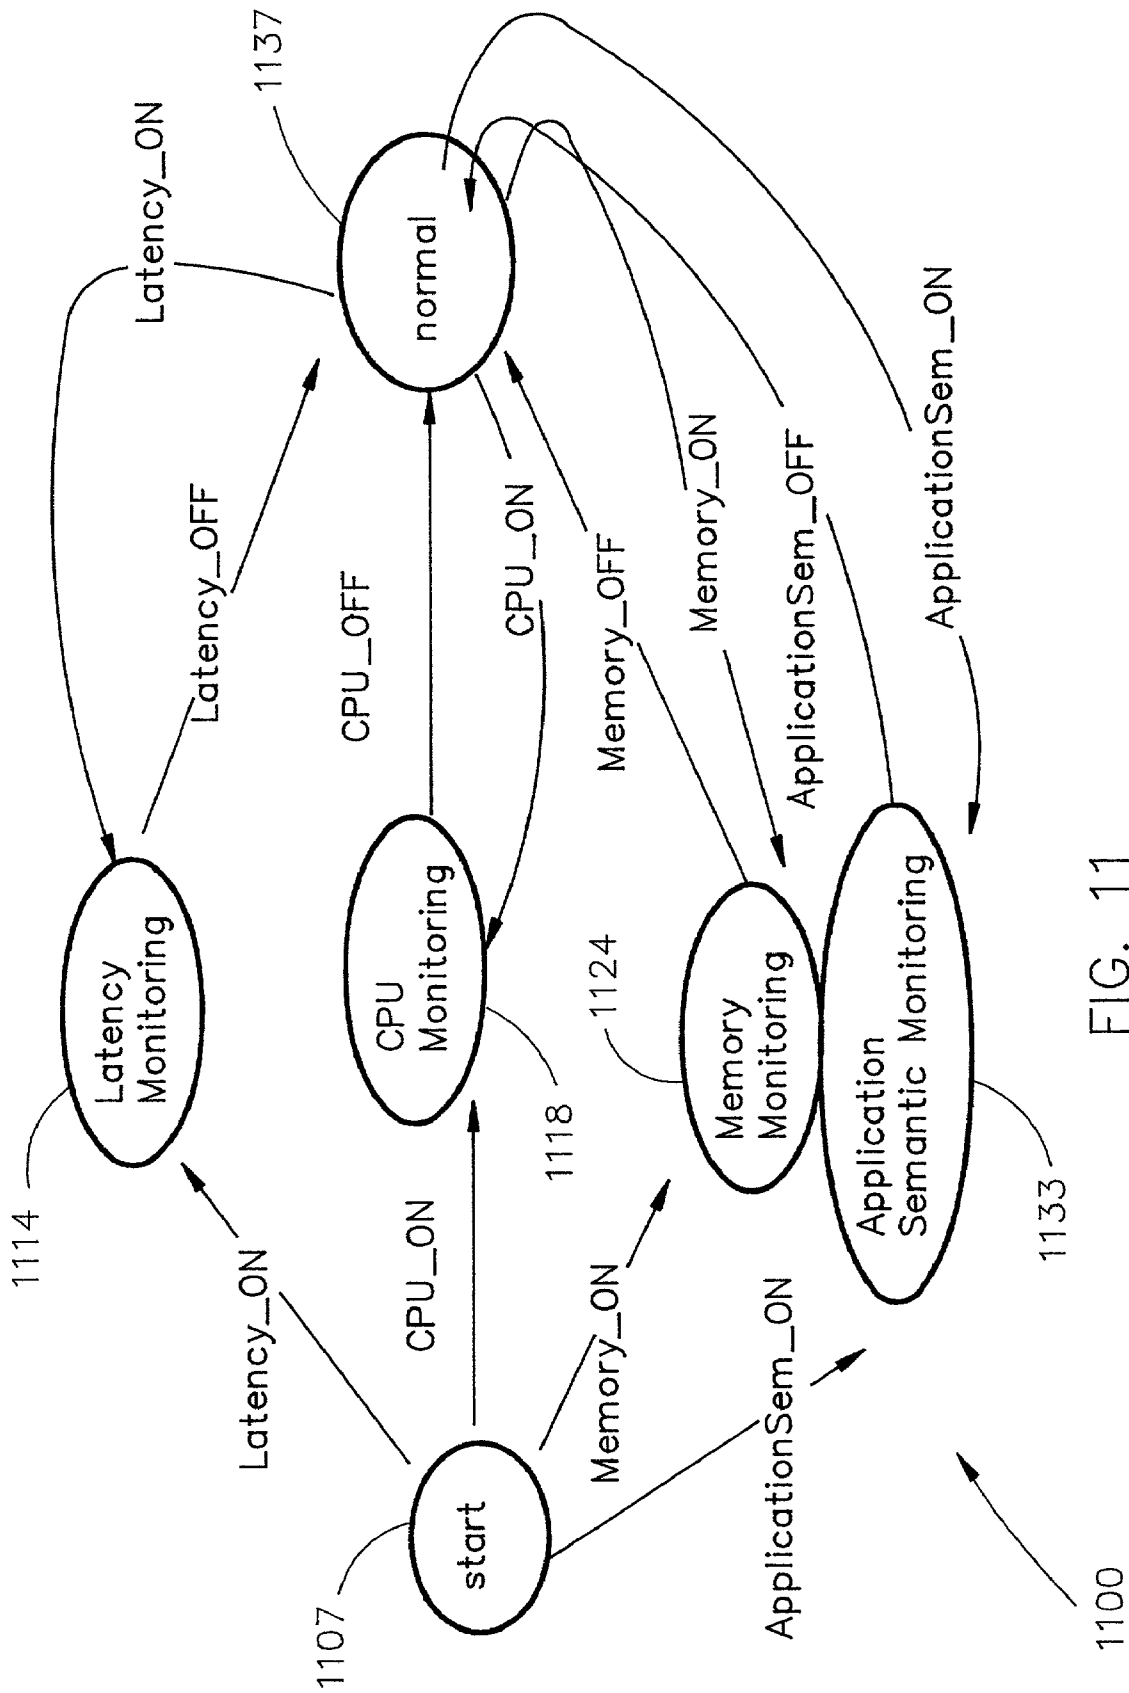 1114
Latency_ON
Latency
Monitoring
Latency_OFF
Latency_ON
1137
1107
start
CPU_ON
CPU
Monitoring
1118
CPU_OFF
CPU_ON
normal
Memory_ON
1124
Memory
Monitoring
Memory_OFF
Memory_ON
ApplicationSem_ON
Application
Semantic Monitoring
1133
ApplicationSem_OFF
ApplicationSem_ON
1100
FIG. 11